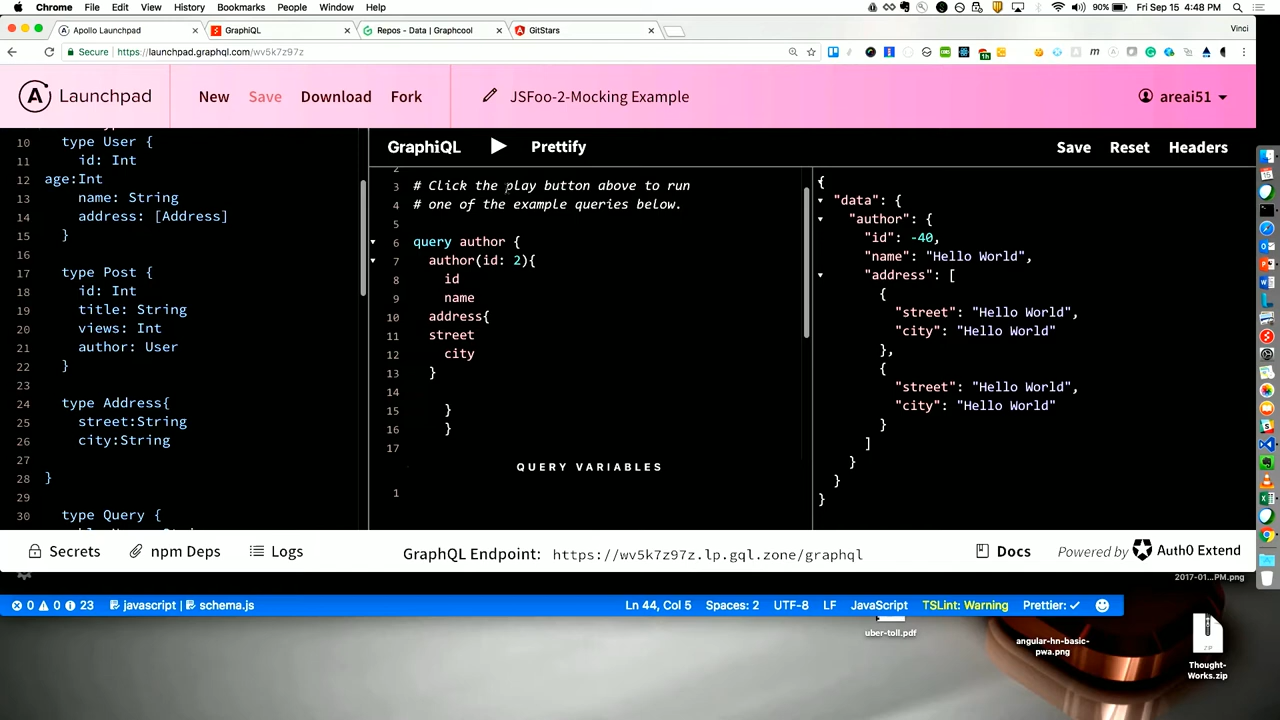 Chrome File Edit View History Bookmarks People Window Help
90% Fri Sep 15 4:48 PM
Apollo Launchpad
GraphiQL
Repos - Data | Graphcool
GitStars
Vinci
Secure https://launchpad.graphql.com/wv5k7z97z
Launchpad New Save Download Fork JSFoo-2-Mocking Example areai51
10 type User {
11 id: Int
12 age:Int
13 name: String
14 address: [Address]
15 }
16
17 type Post {
18 id: Int
19 title: String
20 views: Int
21 author: User
22 }
23
24 type Address{
25 street:String
26 city:String
27
28 }
29
30 type Query {
GraphiQL Prettify Save Reset Headers
2
3 # Click the play button above to run
4 # one of the example queries below.
5
6 query author {
7 author(id: 2){
8 id
9 name
10 address{
11 street
12 city
13 }
14
15 }
16 }
17
QUERY VARIABLES
1
{
"data": {
"author": {
"id": -40,
"name": "Hello World",
"address": [
{
"street": "Hello World",
"city": "Hello World"
},
{
"street": "Hello World",
"city": "Hello World"
}
]
}
}
}
Secrets npm Deps Logs GraphQL Endpoint: https://wv5k7z97z.lp.gql.zone/graphql Docs Powered by Auth0 Extend
2017-01...PM.png
0 0 23 javascript | schema.js Ln 44, Col 5 Spaces: 2 UTF-8 LF JavaScript TSLint: Warning Prettier: ✓
uber-toll.pdf
angular-hn-basic-
pwa.png
ZIP
Thought-
Works.zip